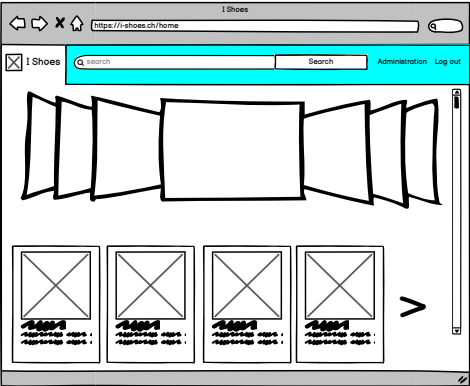 I Shoes
https://i-shoes.ch/home
I Shoes
search
Search
Administration
Log out